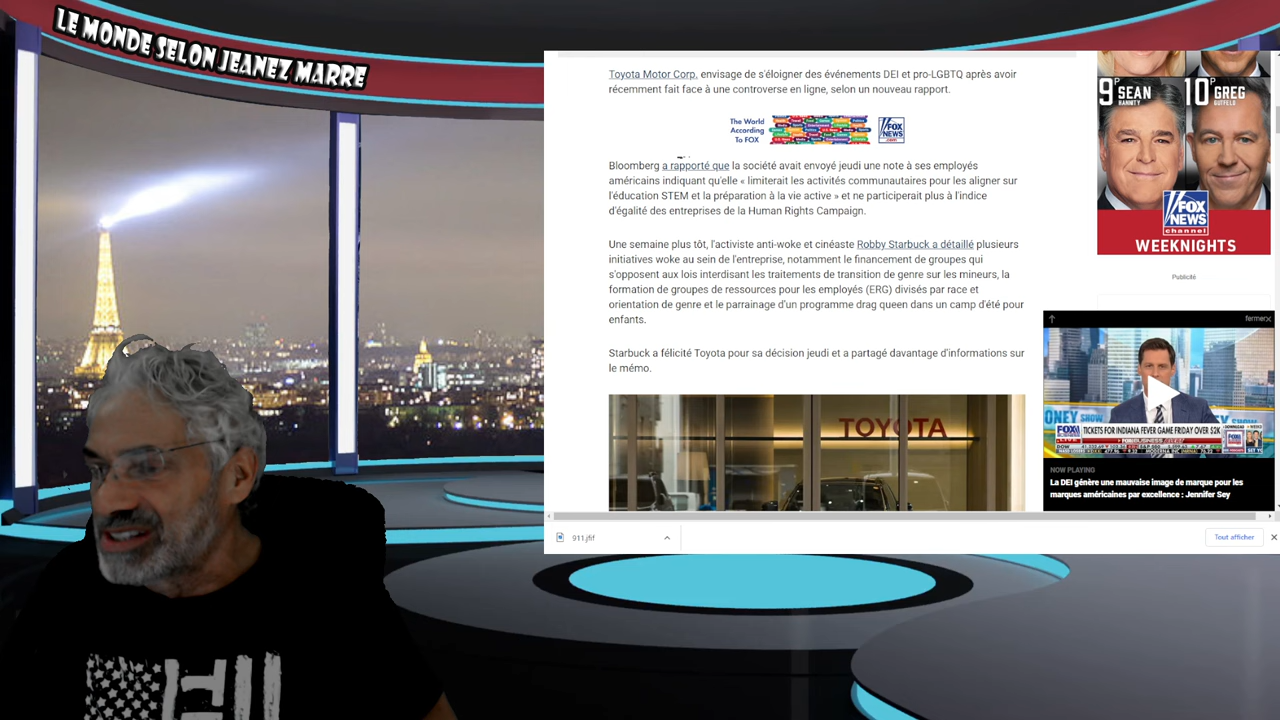 LE MONDE SELON JEANEZ MARRE
Toyota Motor Corp. envisage de s'éloigner des événements DEI et pro-LGBTQ après avoir
récemment fait face à une controverse en ligne, selon un nouveau rapport.
The World
According
To FOX
FOX
NEWS
.com
Bloomberg a rapporté que la société avait envoyé jeudi une note à ses employés
américains indiquant qu'elle « limiterait les activités communautaires pour les aligner sur
l'éducation STEM et la préparation à la vie active » et ne participerait plus à l'indice
d'égalité des entreprises de la Human Rights Campaign.
Une semaine plus tôt, l'activiste anti-woke et cinéaste Robby Starbuck a détaillé plusieurs
initiatives woke au sein de l'entreprise, notamment le financement de groupes qui
s'opposent aux lois interdisant les traitements de transition de genre sur les mineurs, la
formation de groupes de ressources pour les employés (ERG) divisés par race et
orientation de genre et le parrainage d'un programme drag queen dans un camp d'été pour
enfants.
Starbuck a félicité Toyota pour sa décision jeudi et a partagé davantage d'informations sur
le mémo.
TOYOTA
9P SEAN
HANNITY
10P GREG
GUTFELD
FOX
NEWS
channel
WEEKNIGHTS
Publicité
fermer
TICKETS FOR INDIANA FEVER GAME FRIDAY OVER $2K
NOW PLAYING
La DEI génère une mauvaise image de marque pour les
marques américaines par excellence : Jennifer Sey
911.jfif
Tout afficher